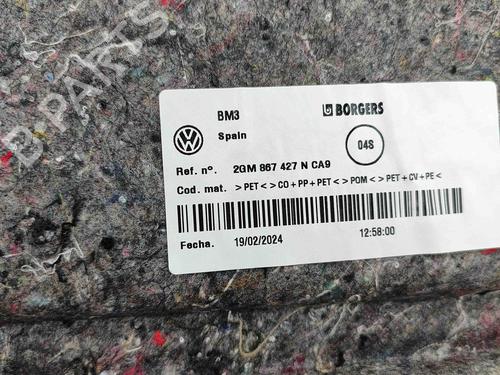 B-PARTS
BM3 BORGERS
Spain 04S
Ref. nº. 2GM 867 427 N CA9
Cod. mat. >PET<>CO+PP+PET<>POM<>PET+CV+PE<
Fecha. 19/02/2024 12:58:00